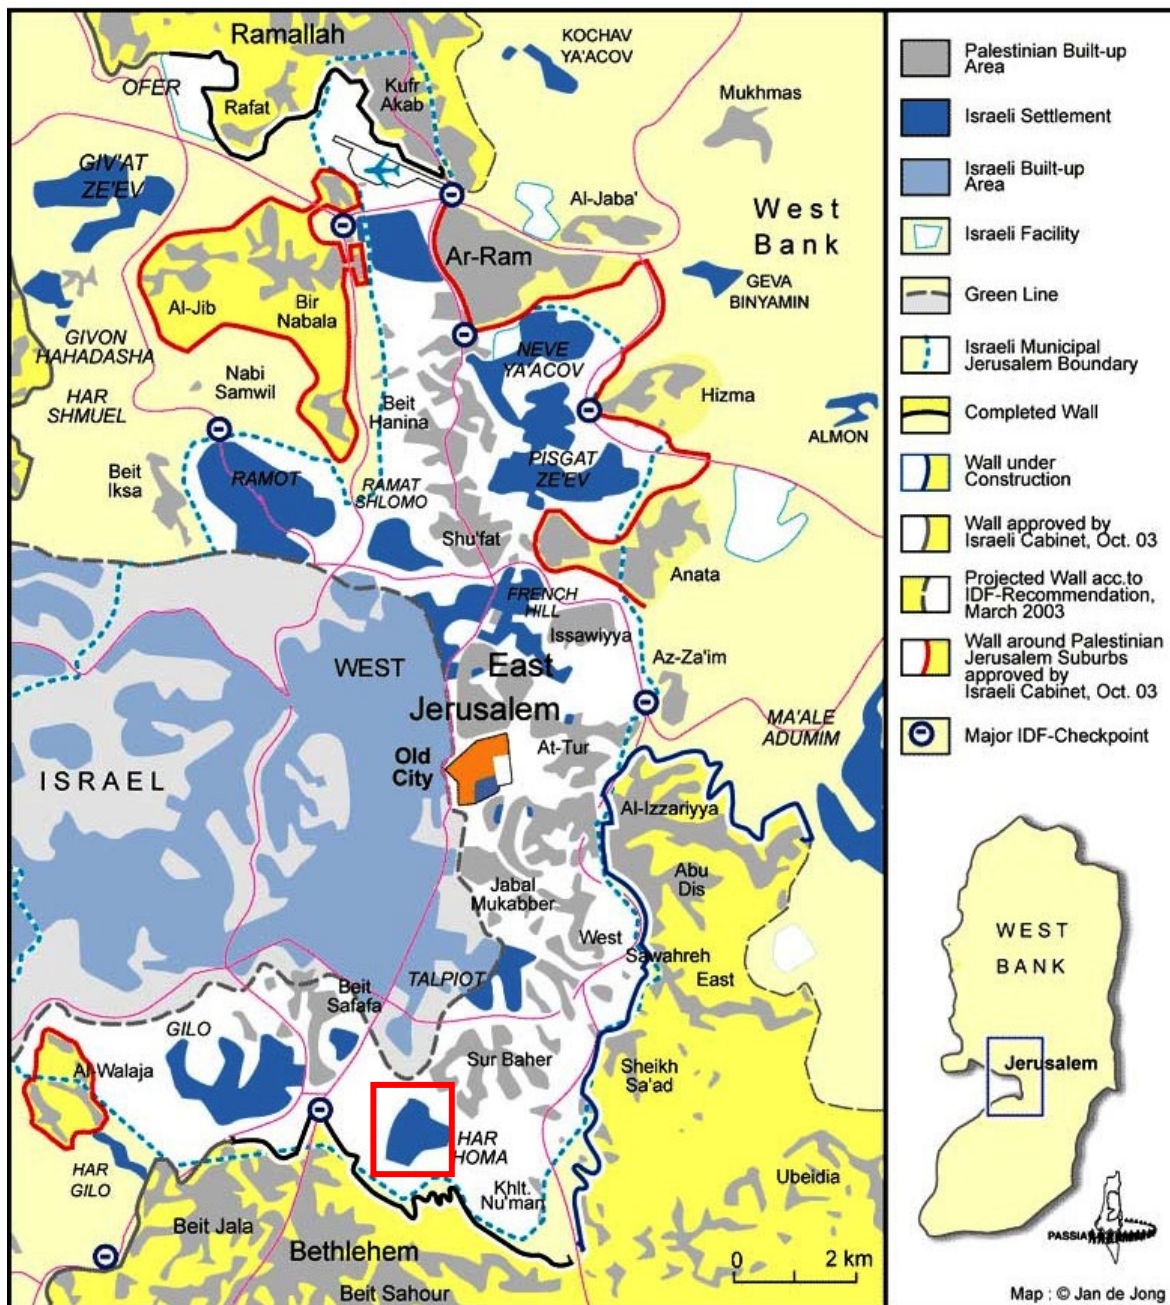 Ramallah
KOCHAV
YA'ACOV
OFER
Rafat
Kufr
Akab
Mukhmas
GIV'AT
ZE'EV
Al-Jaba'
West
Bank
Ar-Ram
GEVA
BINYAMIN
Al-Jib
Bir
Nabala
GIVON
HAHADASHA
NEVE
YA'ACOV
Nabi
Samwil
HAR
SHMUEL
Beit
Hanina
Hizma
ALMON
Beit
Iksa
RAMOT
RAMAT
SHLOMO
PISGAT
ZE'EV
Shu'fat
Anata
FRENCH
HILL
Issawiyya
WEST
East
Jerusalem
Az-Za'im
MA'ALE
ADUMIM
Old
City
At-Tur
ISRAEL
Al-Izzariyya
Abu
Dis
Jabal
Mukabber
West
Sawahreh
East
TALPIOT
Beit
Safafa
GILO
Al-Walaja
Sur Baher
Sheikh
Sa'ad
HAR
HOMA
HAR
GILO
Khlt.
Nu'man
Ubeidia
Beit Jala
Bethlehem
Beit Sahour
0 2 km
Palestinian Built-up
Area
Israeli Settlement
Israeli Built-up
Area
Israeli Facility
Green Line
Israeli Municipal
Jerusalem Boundary
Completed Wall
Wall under
Construction
Wall approved by
Israeli Cabinet, Oct. 03
Projected Wall acc.to
IDF-Recommendation,
March 2003
Wall around Palestinian
Jerusalem Suburbs
approved by
Israeli Cabinet, Oct. 03
Major IDF-Checkpoint
WEST
BANK
Jerusalem
PASSIA
Map : © Jan de Jong